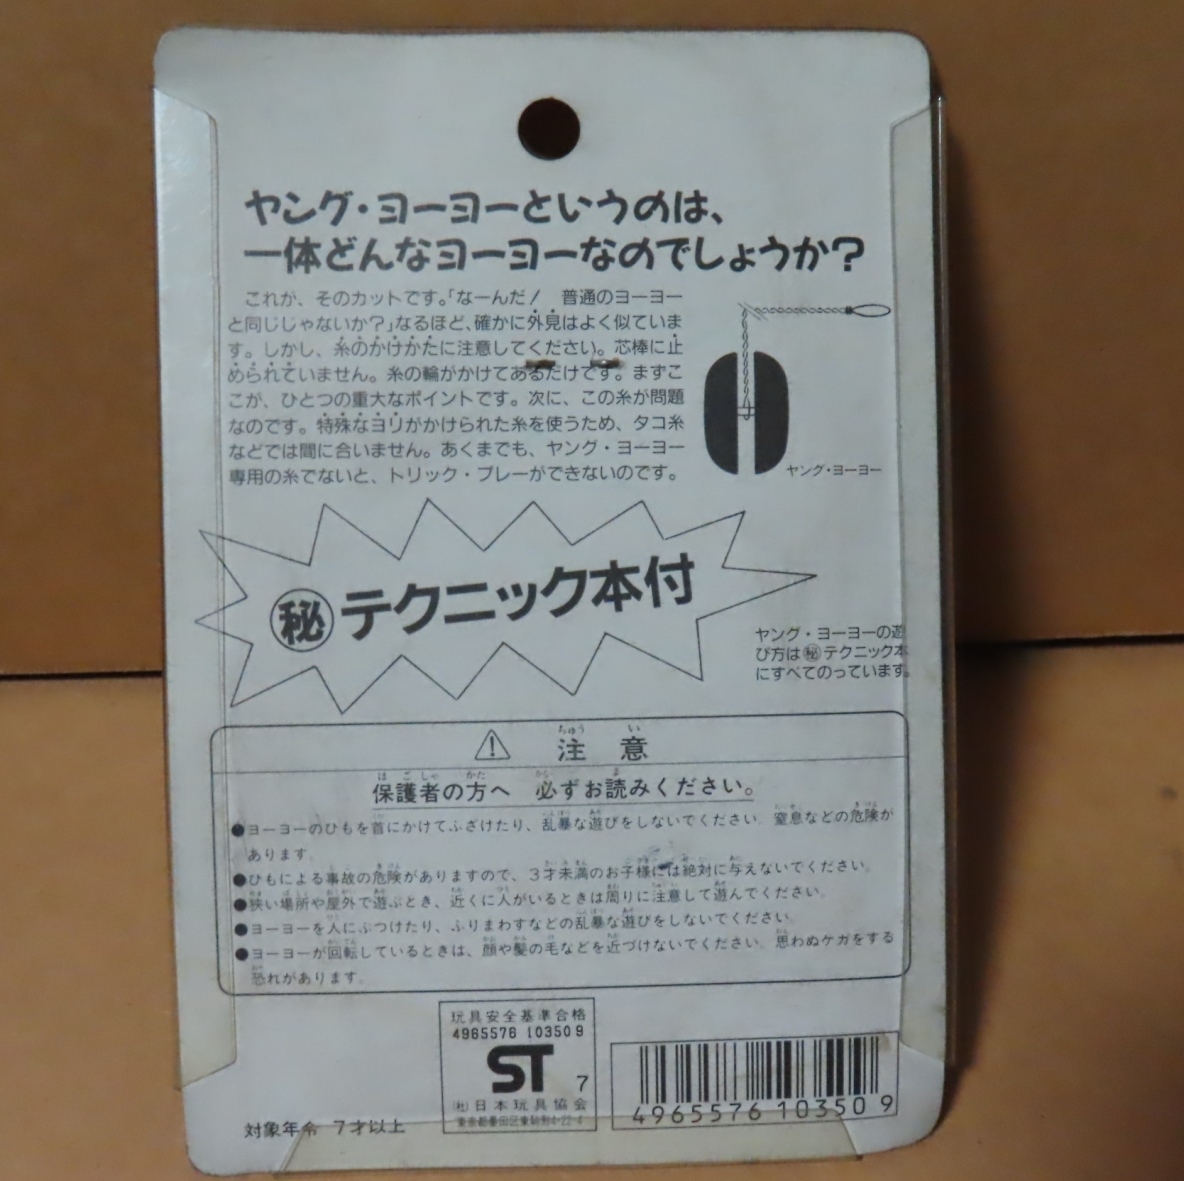 ヤング・ヨーヨーというのは、
一体どんなヨーヨーなのでしょうか?
これが、そのカットです。「なーんだ! 普通のヨーヨー
と同じじゃないか?」なるほど、確かに外見はよく似ていま
す。しかし、糸のかけかたに注意してください。芯棒に止
められていません。糸の輪がかけてあるだけです。まずこ
こが、ひとつの重大なポイントです。次に、この糸が問題
なのです。特殊なヨリがかけられた糸を使うため、タコ糸
などでは間に合いません。あくまでも、ヤング・ヨーヨー
専用の糸でないと、トリック・プレーができないのです。
ヤング・ヨーヨー
㊙テクニック本付
ヤング・ヨーヨーの遊
び方は㊙テクニック本
にすべてのっています。
⚠ 注意
保護者の方へ 必ずお読みください。
●ヨーヨーのひもを首にかけてふざけたり、乱暴な遊びをしないでください。窒息などの危険が
あります。
●ひもによる事故の危険がありますので、3才未満のお子様には絶対に与えないでください。
●狭い場所や屋外で遊ぶとき、近くに人がいるときは周りに注意して遊んでください。
●ヨーヨーを人にぶつけたり、ふりまわすなどの乱暴な遊びをしないでください。
●ヨーヨーが回転しているときは、顔や髪の毛などを近づけないでください。思わぬケガをする
恐れがあります。
玩具安全基準合格
4965576 103509
ST 7
(社)日本玩具協会
東京都墨田区東駒形4-22-4
4965576 103509
対象年令 7才以上